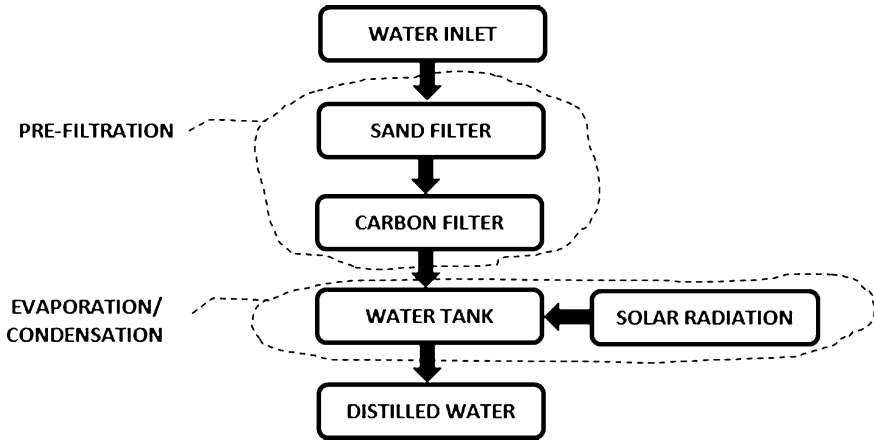 WATER INLET
PRE-FILTRATION
SAND FILTER
CARBON FILTER
EVAPORATION/
CONDENSATION
WATER TANK
SOLAR RADIATION
DISTILLED WATER